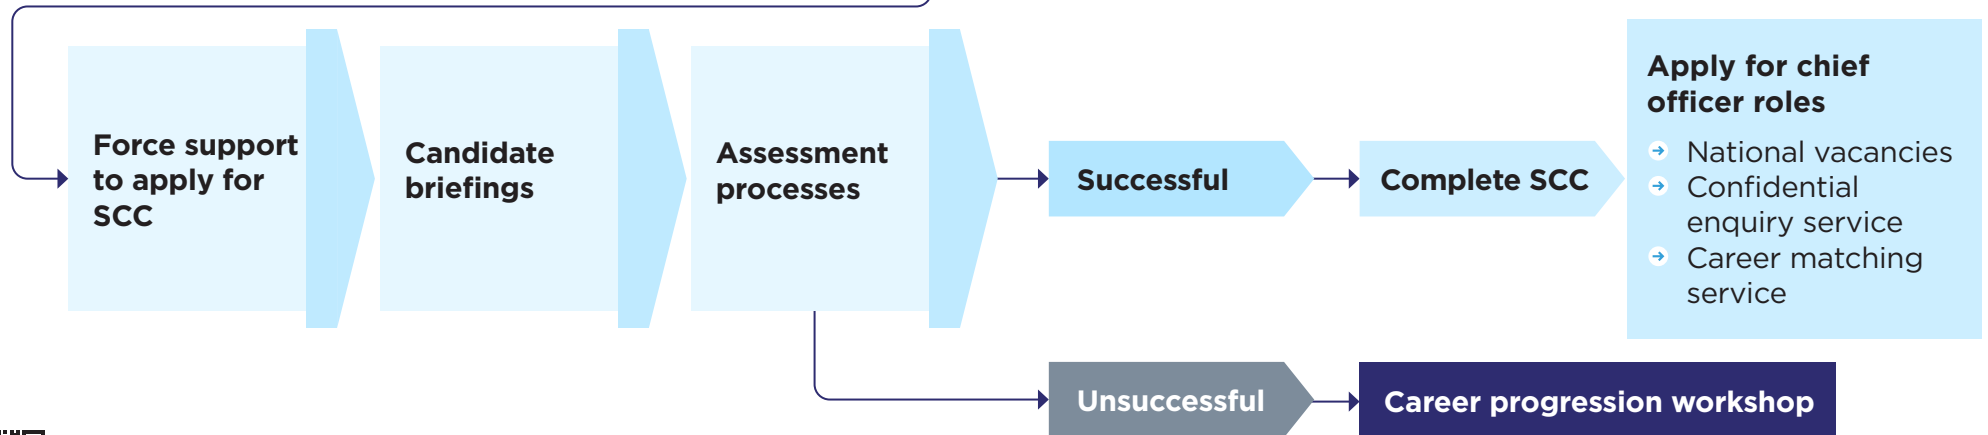 Force support
to apply for
SCC
Candidate
briefings
Assessment
processes
Successful
Complete SCC
Apply for chief
officer roles
National vacancies
Confidential
enquiry service
Career matching
service
Unsuccessful
Career progression workshop